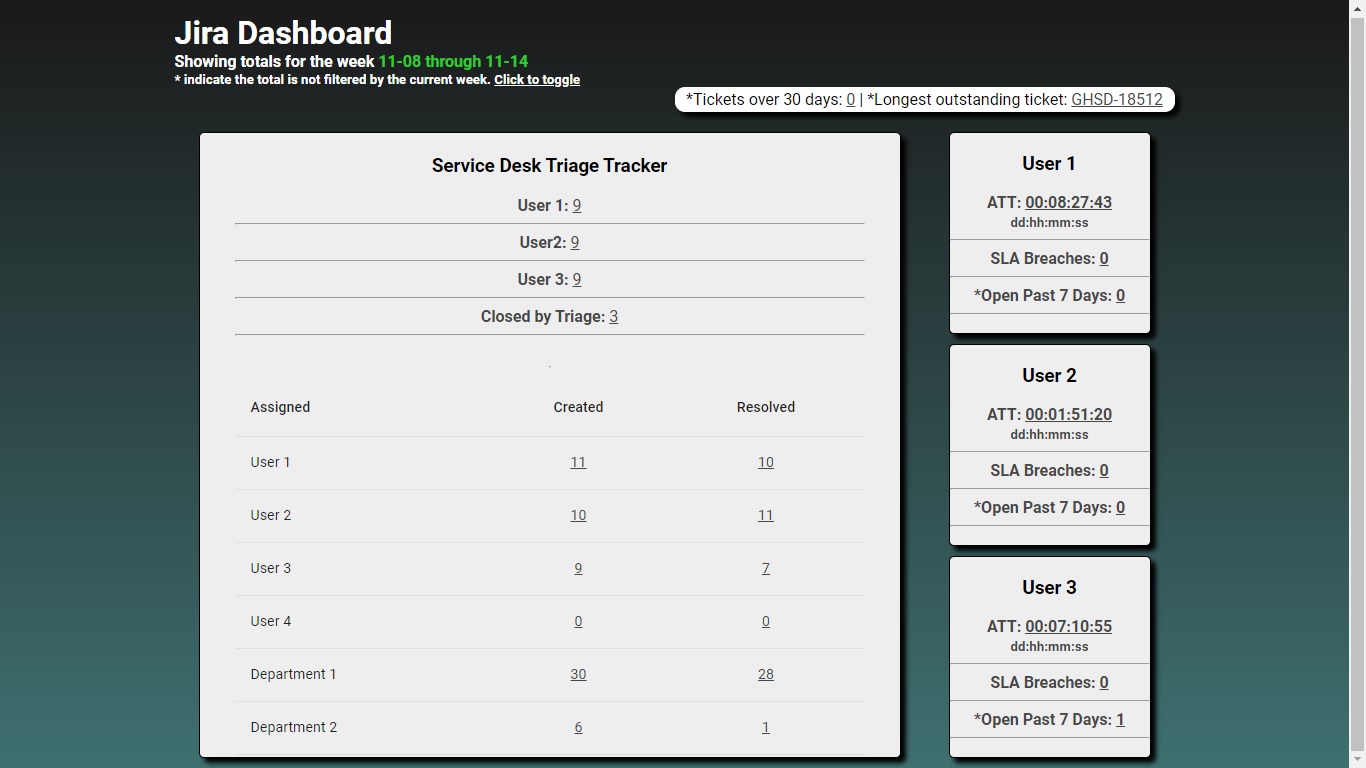 Jira Dashboard
Showing totals for the week 11-08 through 11-14
* indicate the total is not filtered by the current week. Click to toggle
*Tickets over 30 days: 0 | *Longest outstanding ticket: GHSD-18512
Service Desk Triage Tracker
User 1: 9
User2: 9
User 3: 9
Closed by Triage: 3
.
Assigned Created Resolved
User 1 11 10
User 2 10 11
User 3 9 7
User 4 0 0
Department 1 30 28
Department 2 6 1
User 1
ATT: 00:08:27:43
dd:hh:mm:ss
SLA Breaches: 0
*Open Past 7 Days: 0
User 2
ATT: 00:01:51:20
dd:hh:mm:ss
SLA Breaches: 0
*Open Past 7 Days: 0
User 3
ATT: 00:07:10:55
dd:hh:mm:ss
SLA Breaches: 0
*Open Past 7 Days: 1